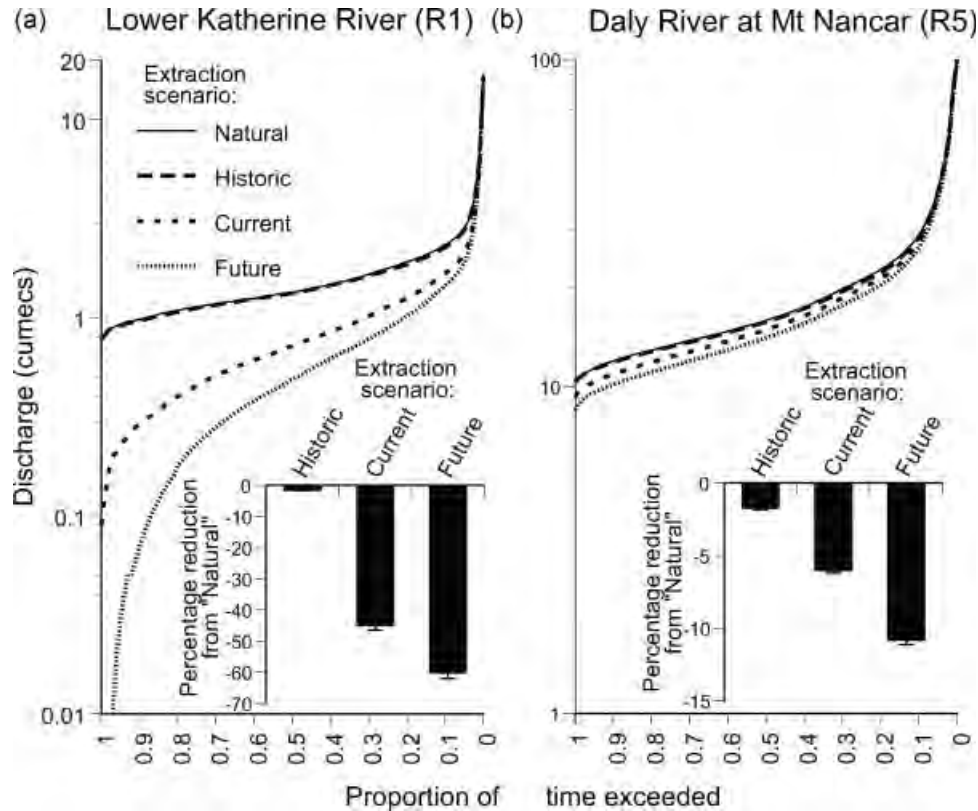 (a) Lower Katherine River (R1)
Extraction
scenario:
Natural
Historic
Current
Future
20
10
1
0.1
0.01
Discharge (cumecs)
Extraction
scenario:
Historic
Current
Future
0
-10
-20
-30
-40
-50
-60
-70
Percentage reduction
from "Natural"
1
0.9
0.8
0.7
0.6
0.5
0.4
0.3
0.2
0.1
0
(b) Daly River at Mt Nancar (R5)
100
10
1
Extraction
scenario:
Historic
Current
Future
0
-5
-10
-15
Percentage reduction
from "Natural"
1
0.9
0.8
0.7
0.6
0.5
0.4
0.3
0.2
0.1
0
Proportion of time exceeded